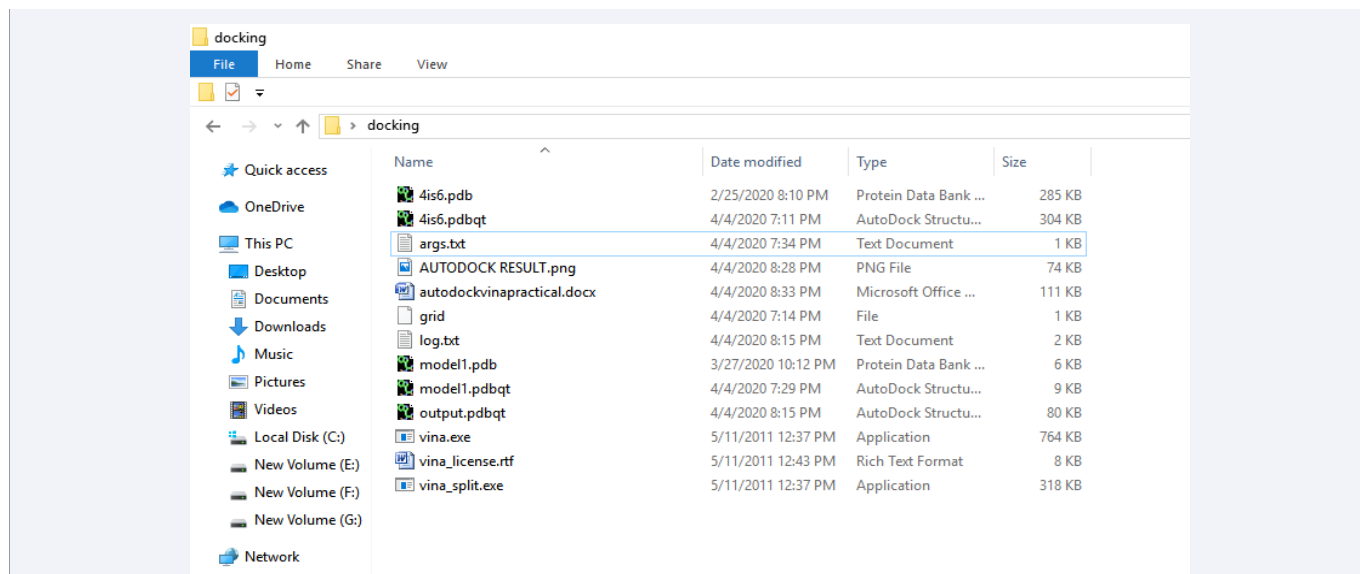 docking
File Home Share View
docking
Name Date modified Type Size
Quick access
OneDrive
This PC
Desktop
Documents
Downloads
Music
Pictures
Videos
Local Disk (C:)
New Volume (E:)
New Volume (F:)
New Volume (G:)
Network
4is6.pdb 2/25/2020 8:10 PM Protein Data Bank ... 285 KB
4is6.pdbqt 4/4/2020 7:11 PM AutoDock Structu... 304 KB
args.txt 4/4/2020 7:34 PM Text Document 1 KB
AUTODOCK RESULT.png 4/4/2020 8:28 PM PNG File 74 KB
autodockvinapractical.docx 4/4/2020 8:33 PM Microsoft Office ... 111 KB
grid 4/4/2020 7:14 PM File 1 KB
log.txt 4/4/2020 8:15 PM Text Document 2 KB
model1.pdb 3/27/2020 10:12 PM Protein Data Bank ... 6 KB
model1.pdbqt 4/4/2020 7:29 PM AutoDock Structu... 9 KB
output.pdbqt 4/4/2020 8:15 PM AutoDock Structu... 80 KB
vina.exe 5/11/2011 12:37 PM Application 764 KB
vina_license.rtf 5/11/2011 12:43 PM Rich Text Format 8 KB
vina_split.exe 5/11/2011 12:37 PM Application 318 KB